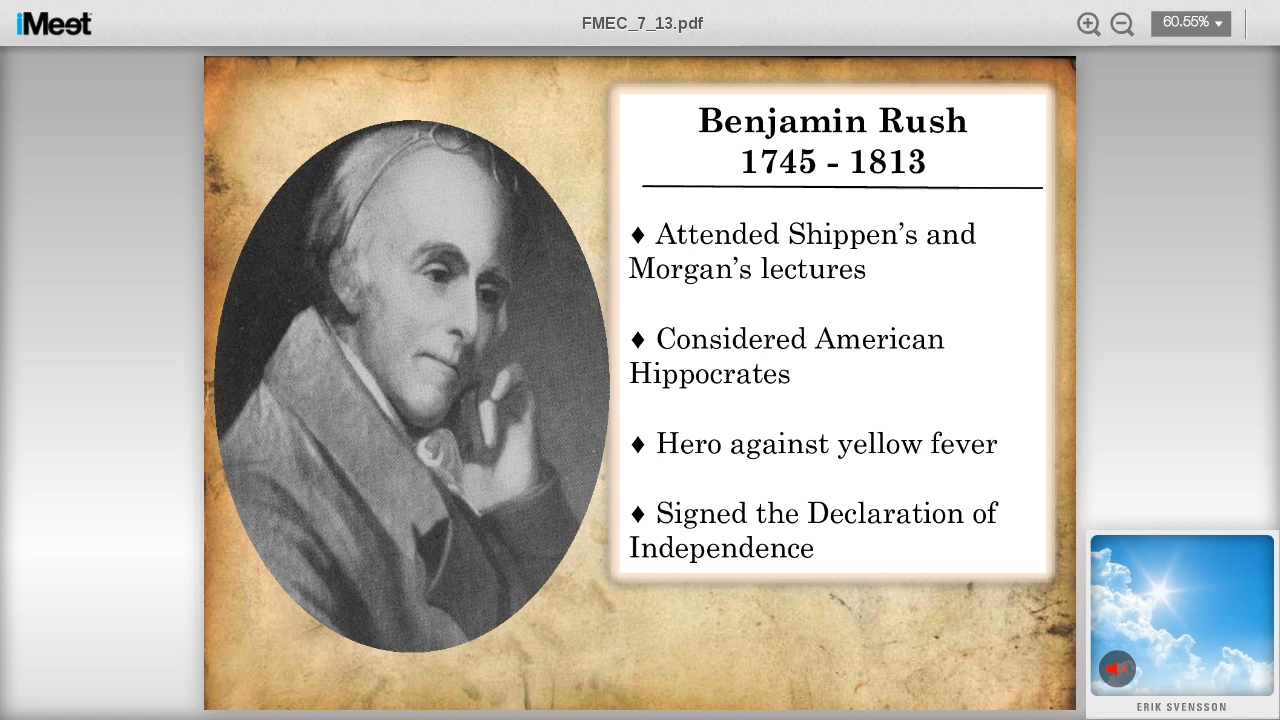 iMeet
FMEC_7_13.pdf
60.55%
Benjamin Rush
1745 - 1813
♦ Attended Shippen’s and
Morgan’s lectures
♦ Considered American
Hippocrates
♦ Hero against yellow fever
♦ Signed the Declaration of
Independence
ERIK SVENSSON